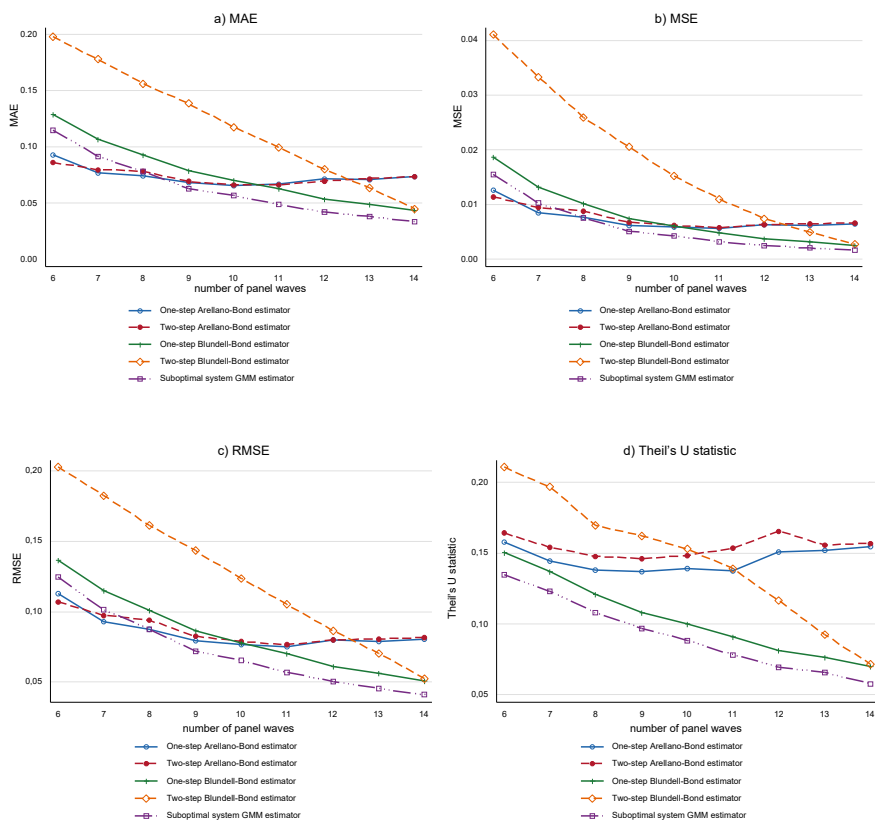 a) MAE
0.20
0.15
0.10
0.05
0.00
MAE
6 7 8 9 10 11 12 13 14
number of panel waves
One-step Arellano-Bond estimator
Two-step Arellano-Bond estimator
One-step Blundell-Bond estimator
Two-step Blundell-Bond estimator
Suboptimal system GMM estimator
b) MSE
0.04
0.03
0.02
0.01
0.00
MSE
6 7 8 9 10 11 12 13 14
number of panel waves
One-step Arellano-Bond estimator
Two-step Arellano-Bond estimator
One-step Blundell-Bond estimator
Two-step Blundell-Bond estimator
Suboptimal system GMM estimator
c) RMSE
0,20
0,15
0,10
0,05
RMSE
6 7 8 9 10 11 12 13 14
number of panel waves
One-step Arellano-Bond estimator
Two-step Arellano-Bond estimator
One-step Blundell-Bond estimator
Two-step Blundell-Bond estimator
Suboptimal system GMM estimator
d) Theil's U statistic
0,20
0,15
0,10
0,05
Theil's U statistic
6 7 8 9 10 11 12 13 14
number of panel waves
One-step Arellano-Bond estimator
Two-step Arellano-Bond estimator
One-step Blundell-Bond estimator
Two-step Blundell-Bond estimator
Suboptimal system GMM estimator